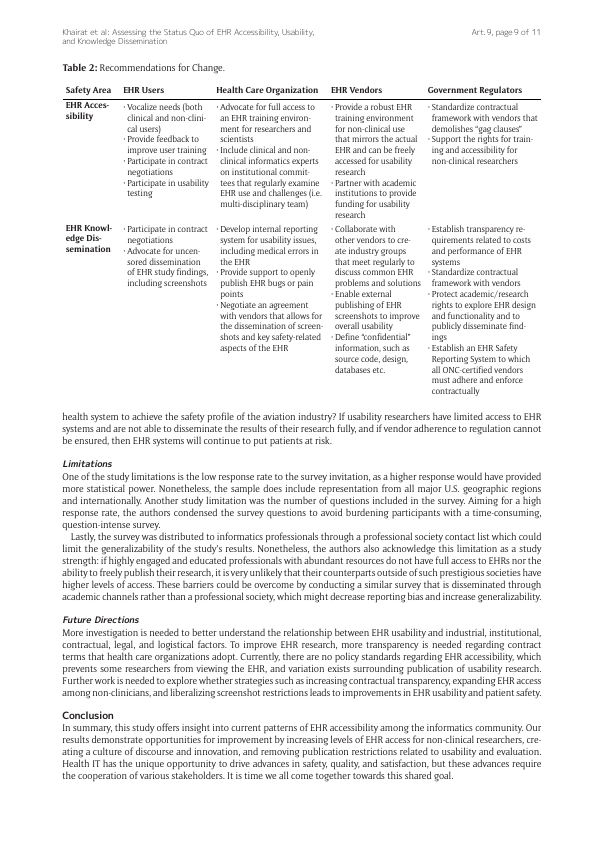 Khairat et al: Assessing the Status Quo of EHR Accessibility, Usability,
and Knowledge Dissemination
Art. 9, page 9 of 11
Table 2: Recommendations for Change.
Safety Area
EHR Users
Health Care Organization
EHR Vendors
Government Regulators
EHR Acces-
sibility
· Vocalize needs (both
clinical and non-clini-
cal users)
· Provide feedback to
improve user training
· Participate in contract
negotiations
· Participate in usability
testing
· Advocate for full access to
an EHR training environ-
ment for researchers and
scientists
· Include clinical and non-
clinical informatics experts
on institutional commit-
tees that regularly examine
EHR use and challenges (i.e.
multi-disciplinary team)
· Provide a robust EHR
training environment
for non-clinical use
that mirrors the actual
EHR and can be freely
accessed for usability
research
· Partner with academic
institutions to provide
funding for usability
research
· Standardize contractual
framework with vendors that
demolishes “gag clauses”
· Support the rights for train-
ing and accessibility for
non-clinical researchers
EHR Knowl-
edge Dis-
semination
· Participate in contract
negotiations
· Advocate for uncen-
sored dissemination
of EHR study findings,
including screenshots
· Develop internal reporting
system for usability issues,
including medical errors in
the EHR
· Provide support to openly
publish EHR bugs or pain
points
· Negotiate an agreement
with vendors that allows for
the dissemination of screen-
shots and key safety-related
aspects of the EHR
· Collaborate with
other vendors to cre-
ate industry groups
that meet regularly to
discuss common EHR
problems and solutions
· Enable external
publishing of EHR
screenshots to improve
overall usability
· Define “confidential”
information, such as
source code, design,
databases etc.
· Establish transparency re-
quirements related to costs
and performance of EHR
systems
· Standardize contractual
framework with vendors
· Protect academic/research
rights to explore EHR design
and functionality and to
publicly disseminate find-
ings
· Establish an EHR Safety
Reporting System to which
all ONC-certified vendors
must adhere and enforce
contractually
health system to achieve the safety profile of the aviation industry? If usability researchers have limited access to EHR
systems and are not able to disseminate the results of their research fully, and if vendor adherence to regulation cannot
be ensured, then EHR systems will continue to put patients at risk.
Limitations
One of the study limitations is the low response rate to the survey invitation, as a higher response would have provided
more statistical power. Nonetheless, the sample does include representation from all major U.S. geographic regions
and internationally. Another study limitation was the number of questions included in the survey. Aiming for a high
response rate, the authors condensed the survey questions to avoid burdening participants with a time-consuming,
question-intense survey.
Lastly, the survey was distributed to informatics professionals through a professional society contact list which could
limit the generalizability of the study’s results. Nonetheless, the authors also acknowledge this limitation as a study
strength: if highly engaged and educated professionals with abundant resources do not have full access to EHRs nor the
ability to freely publish their research, it is very unlikely that their counterparts outside of such prestigious societies have
higher levels of access. These barriers could be overcome by conducting a similar survey that is disseminated through
academic channels rather than a professional society, which might decrease reporting bias and increase generalizability.
Future Directions
More investigation is needed to better understand the relationship between EHR usability and industrial, institutional,
contractual, legal, and logistical factors. To improve EHR research, more transparency is needed regarding contract
terms that health care organizations adopt. Currently, there are no policy standards regarding EHR accessibility, which
prevents some researchers from viewing the EHR, and variation exists surrounding publication of usability research.
Further work is needed to explore whether strategies such as increasing contractual transparency, expanding EHR access
among non-clinicians, and liberalizing screenshot restrictions leads to improvements in EHR usability and patient safety.
Conclusion
In summary, this study offers insight into current patterns of EHR accessibility among the informatics community. Our
results demonstrate opportunities for improvement by increasing levels of EHR access for non-clinical researchers, cre-
ating a culture of discourse and innovation, and removing publication restrictions related to usability and evaluation.
Health IT has the unique opportunity to drive advances in safety, quality, and satisfaction, but these advances require
the cooperation of various stakeholders. It is time we all come together towards this shared goal.